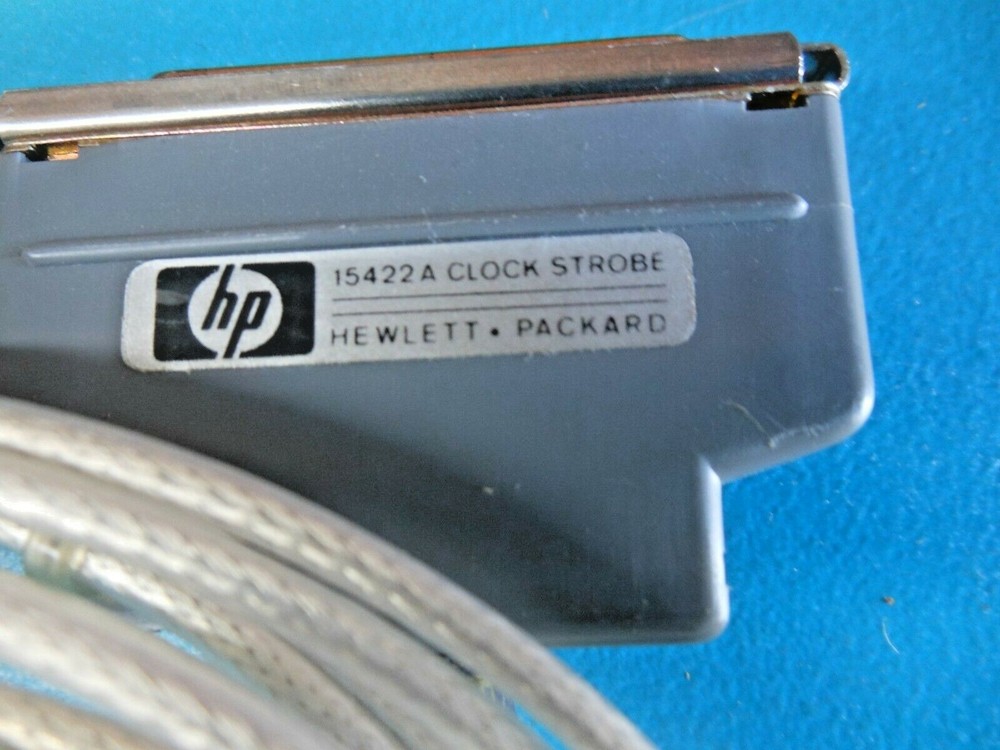 hp
15422A CLOCK STROBE
HEWLETT • PACKARD